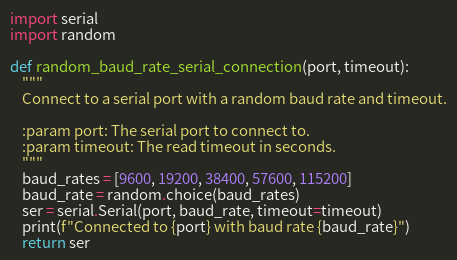 import serial
import random

def random_baud_rate_serial_connection(port, timeout):
    """
    Connect to a serial port with a random baud rate and timeout.

    :param port: The serial port to connect to.
    :param timeout: The read timeout in seconds.
    """
    baud_rates = [9600, 19200, 38400, 57600, 115200]
    baud_rate = random.choice(baud_rates)
    ser = serial.Serial(port, baud_rate, timeout=timeout)
    print(f"Connected to {port} with baud rate {baud_rate}")
    return ser